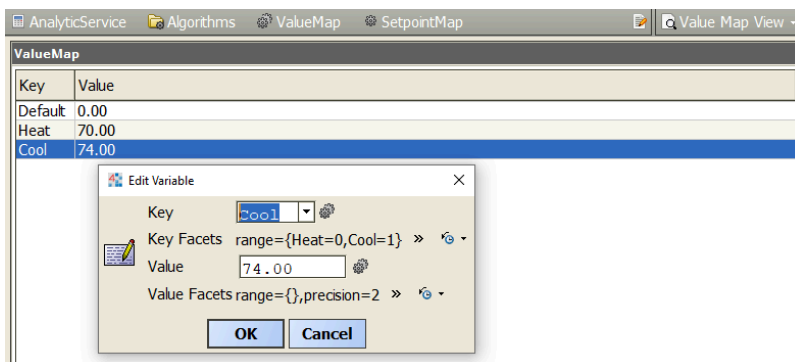 AnalyticService Algorithms ValueMap SetpointMap Value Map View
ValueMap
Key Value
Default 0.00
Heat 70.00
Cool 74.00
Edit Variable
Key Cool
Key Facets range={Heat=0,Cool=1} »
Value 74.00
Value Facets range={},precision=2 »
OK Cancel